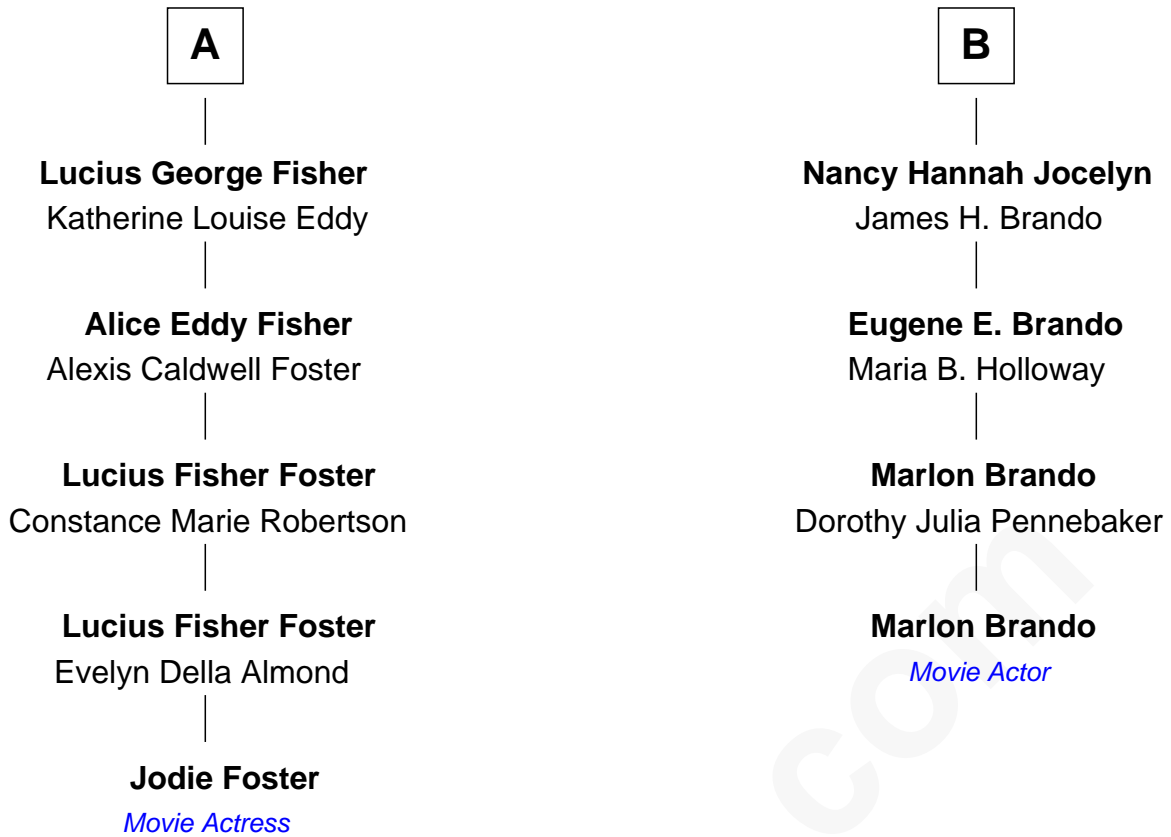 A
Lucius George Fisher
Katherine Louise Eddy
Alice Eddy Fisher
Alexis Caldwell Foster
Lucius Fisher Foster
Constance Marie Robertson
Lucius Fisher Foster
Evelyn Della Almond
Jodie Foster
Movie Actress
B
Nancy Hannah Jocelyn
James H. Brando
Eugene E. Brando
Maria B. Holloway
Marlon Brando
Dorothy Julia Pennebaker
Marlon Brando
Movie Actor
com